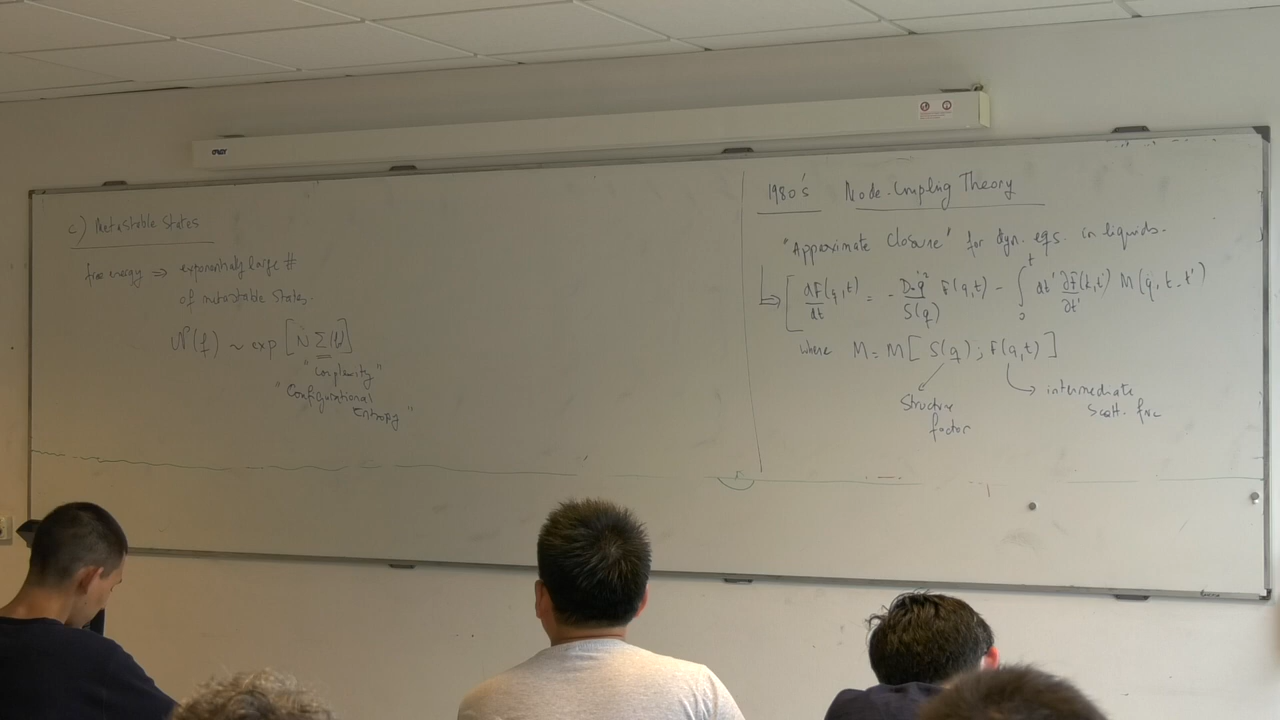 c) Metastable States
free energy ⇒ exponentially large #
of metastable states.
N(f) ~ exp [N Σ(f)]
"Complexity"
"Configurational
Entropy"
1980's Mode-Coupling Theory
"Approximate closure" for dyn. eqs. in liquids.
dF/dt (q,t) = - D₀q²/S(q) F(q,t) - ∫₀ᵗ dt' ∂F(k,t')/∂t' M(q,t-t')
where M = M[S(q); F(q,t)]
Structure
factor
intermediate
scatt. fnc